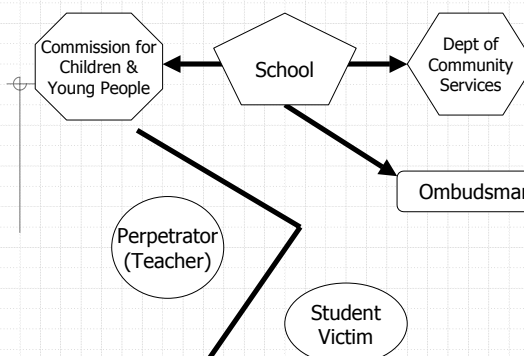 Commission for
Children &
Young People
School
Dept of
Community
Services
Ombudsman
Perpetrator
(Teacher)
Student
Victim